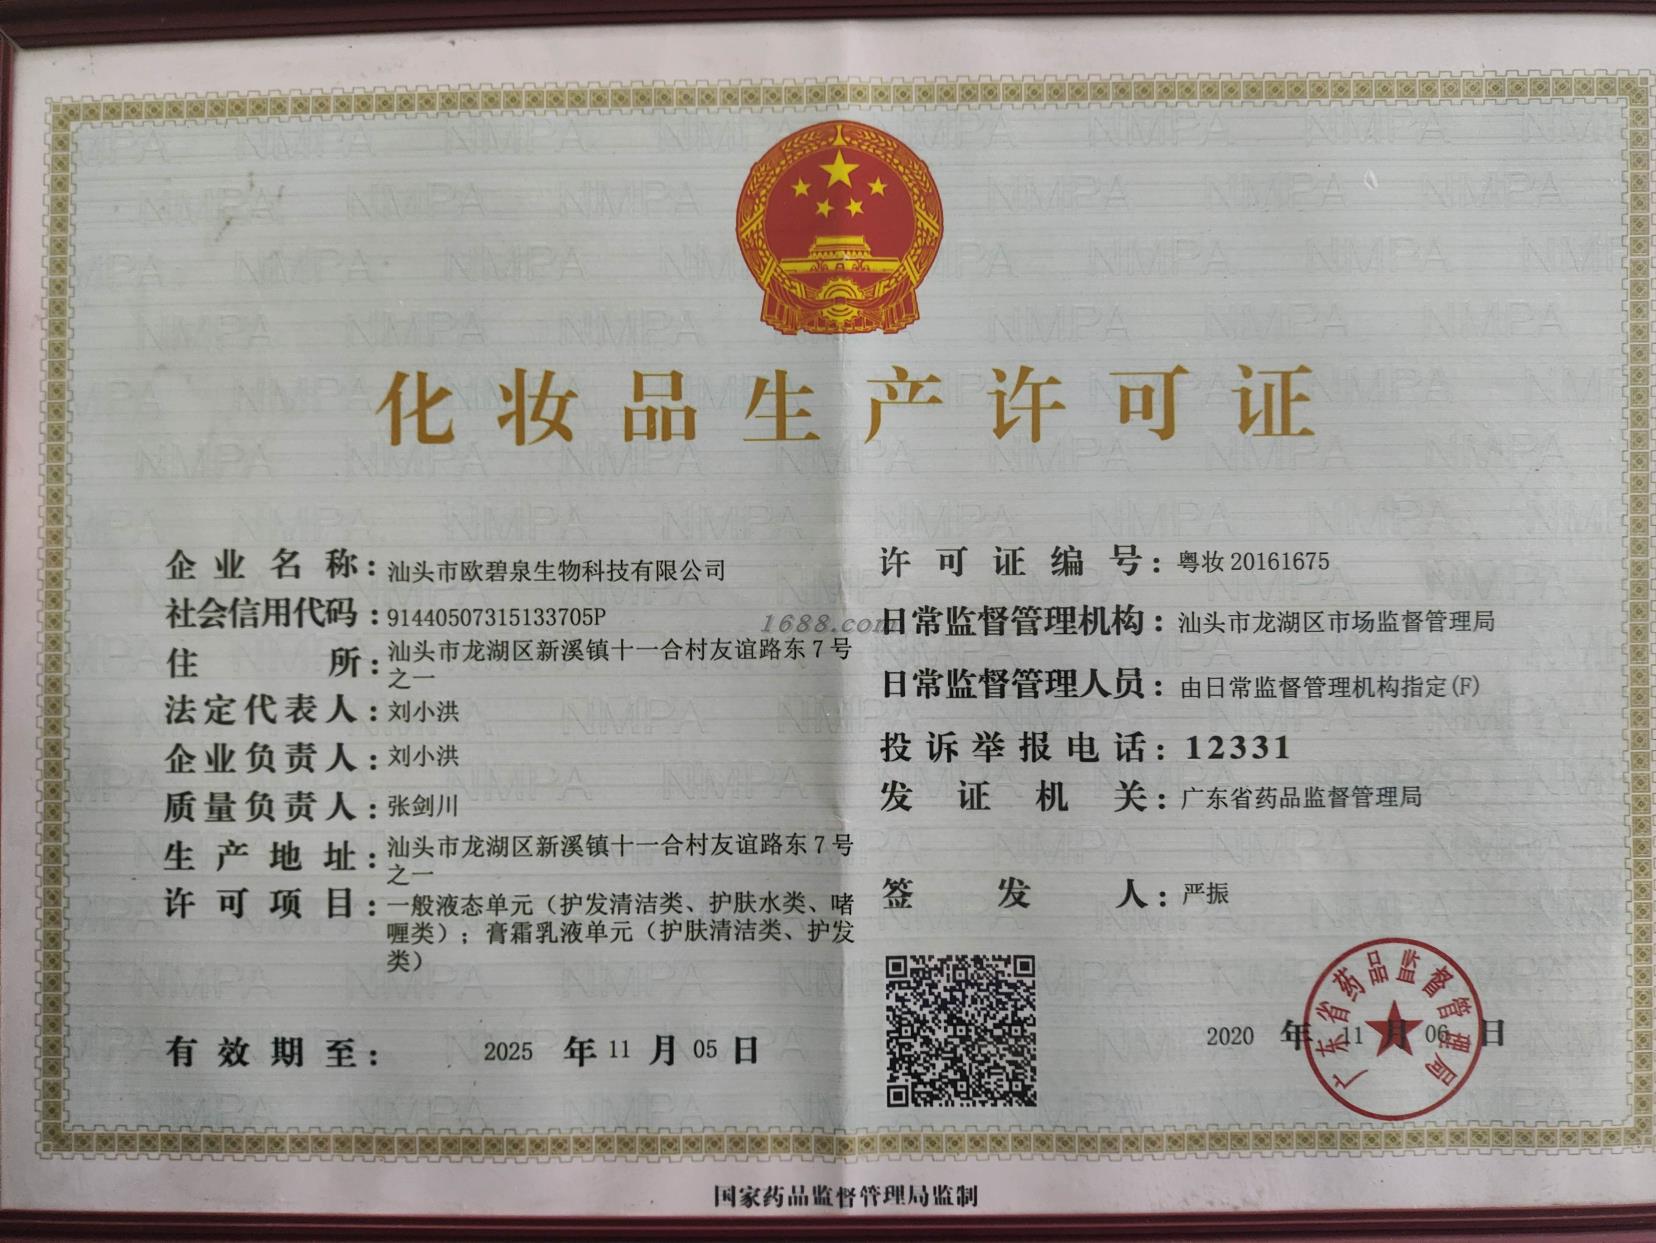 化妆品生产许可证
企业名称：汕头市欧碧泉生物科技有限公司
社会信用代码：91440507315133705P
住所：汕头市龙湖区新溪镇十一合村友谊路东7号
之一
法定代表人：刘小洪
企业负责人：刘小洪
质量负责人：张剑川
生产地址：汕头市龙湖区新溪镇十一合村友谊路东7号
之一
许可项目：一般液态单元（护发清洁类、护肤水类、啫
喱类）；膏霜乳液单元（护肤清洁类、护发
类）
有效期至：2025年11月05日
许可证编号：粤妆20161675
日常监督管理机构：汕头市龙湖区市场监督管理局
日常监督管理人员：由日常监督管理机构指定(F)
投诉举报电话：12331
发证机关：广东省药品监督管理局
签发人：严振
2020年11月06日
广东省药品监督管理局
国家药品监督管理局监制
1688.com
NMPA